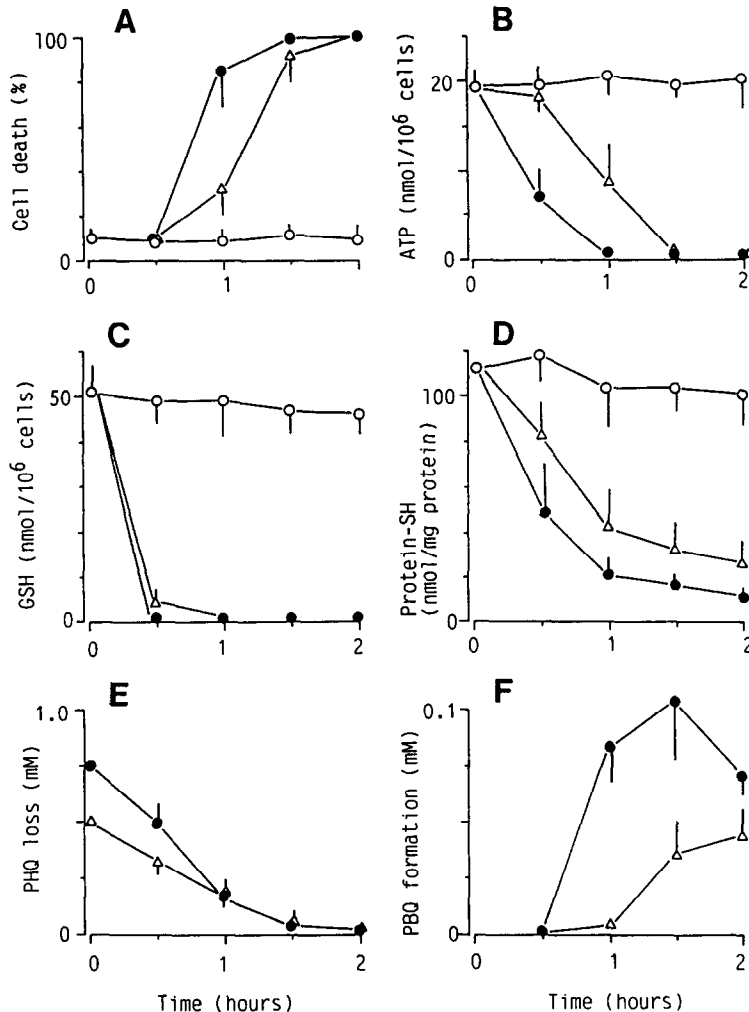 A
Cell death (%)
100
0
0
1
2
B
ATP (nmol/10⁶ cells)
20
0
0
1
2
C
GSH (nmol/10⁶ cells)
50
0
0
1
2
D
Protein-SH
(nmol/mg protein)
100
0
0
1
2
E
PHQ loss (mM)
1.0
0
0
1
2
Time (hours)
F
PBQ formation (mM)
0.1
0
0
1
2
Time (hours)